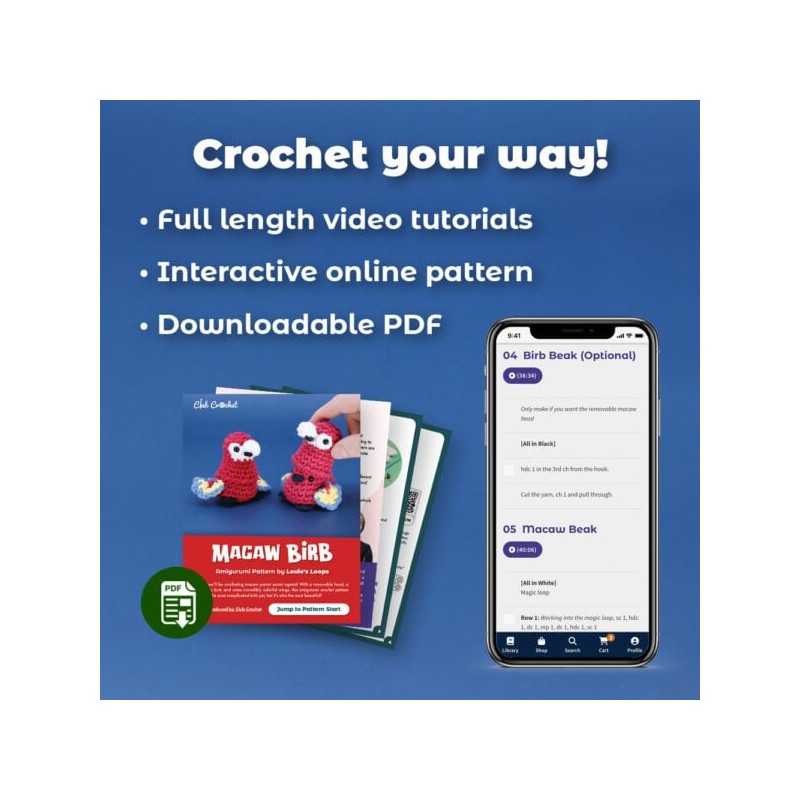 Crochet your way!
• Full length video tutorials
• Interactive online pattern
• Downloadable PDF
9:41
04 Birb Beak (Optional)
(38:34)
Only make if you want the removable macaw
head
[All in Black]
hdc 1 in the 3rd ch from the hook.
Cut the yarn, ch 1 and pull through.
05 Macaw Beak
(40:06)
[All in White]
Magic loop
Row 1: Working into the magic loop, sc 1, hdc
1, dc 1, mp 1, dc 1, hdc 1, sc 1
Library Shop Search Cart Profile
Club Crochet
MACAW BIRB
Amigurumi Pattern by Louie's Loops
by Club Crochet
Jump to Pattern Start
PDF